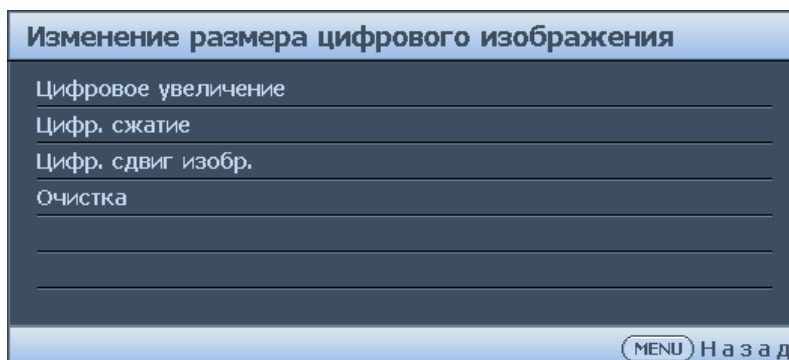 Изменение размера цифрового изображения
Цифровое увеличение
Цифр. сжатие
Цифр. сдвиг изобр.
Очистка
MENU Назад